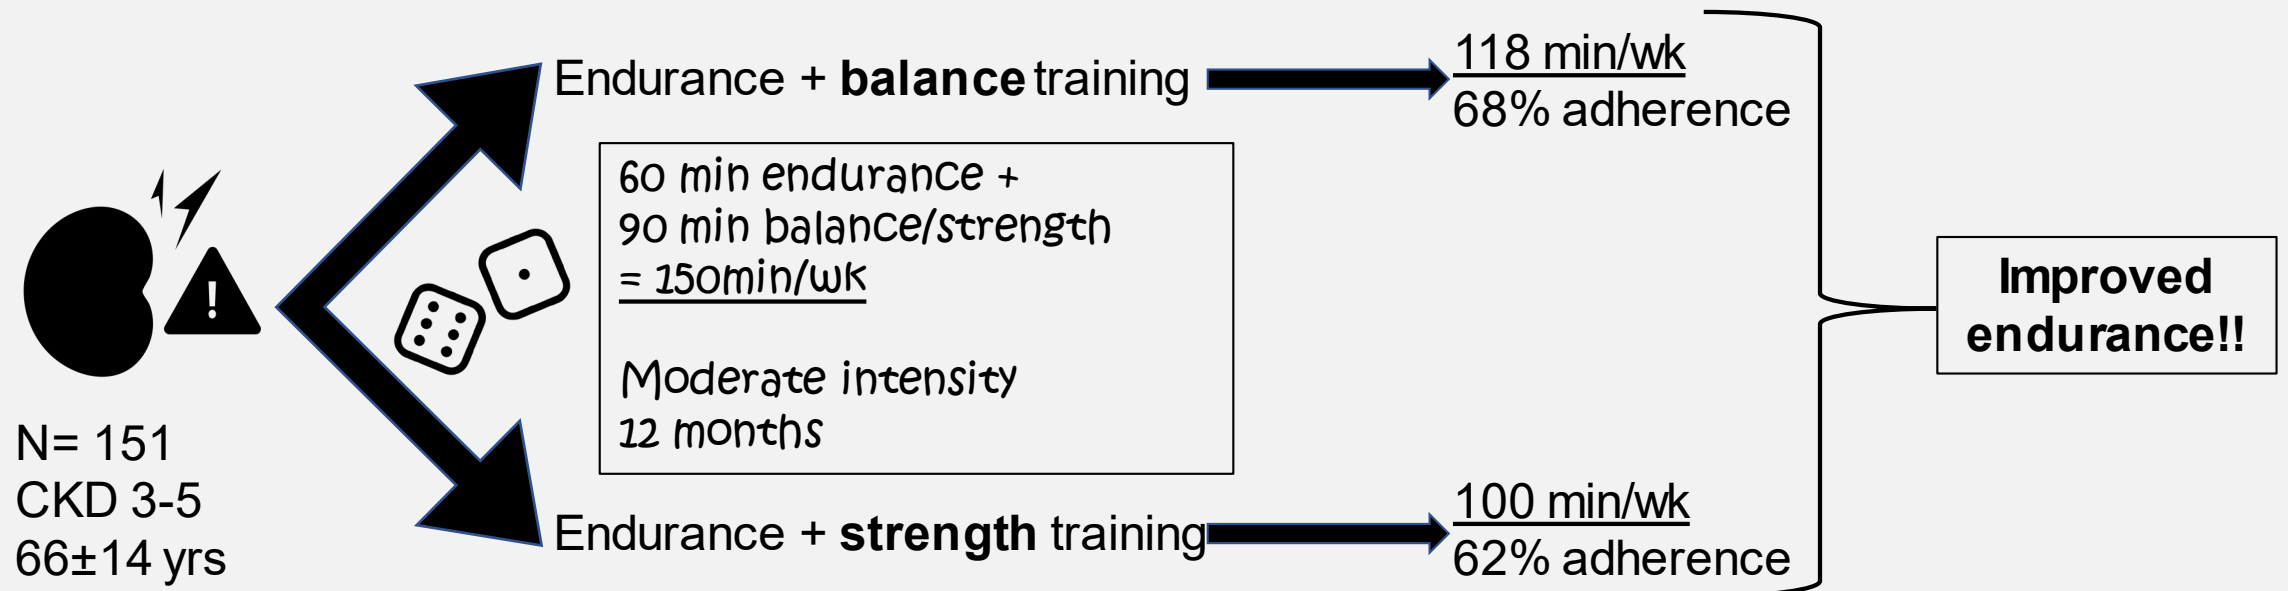 N= 151
CKD 3-5
66±14 yrs
!
Endurance + balance training
60 min endurance +
90 min balance/strength
= 150min/wk
Moderate intensity
12 months
Endurance + strength training
118 min/wk
68% adherence
100 min/wk
62% adherence
Improved
endurance!!